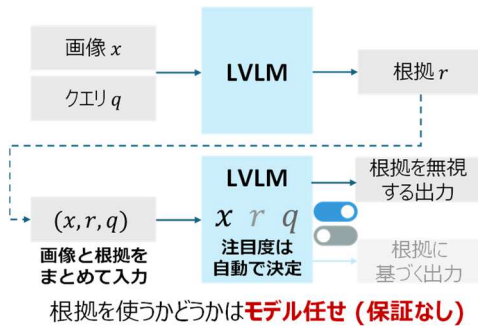 画像 x
クエリ q
LVLM
根拠 r
(x, r, q)
画像と根拠を
まとめて入力
LVLM
x r q
注目度は
自動で決定
根拠を無視
する出力
根拠に
基づく出力
根拠を使うかどうかはモデル任せ (保証なし)